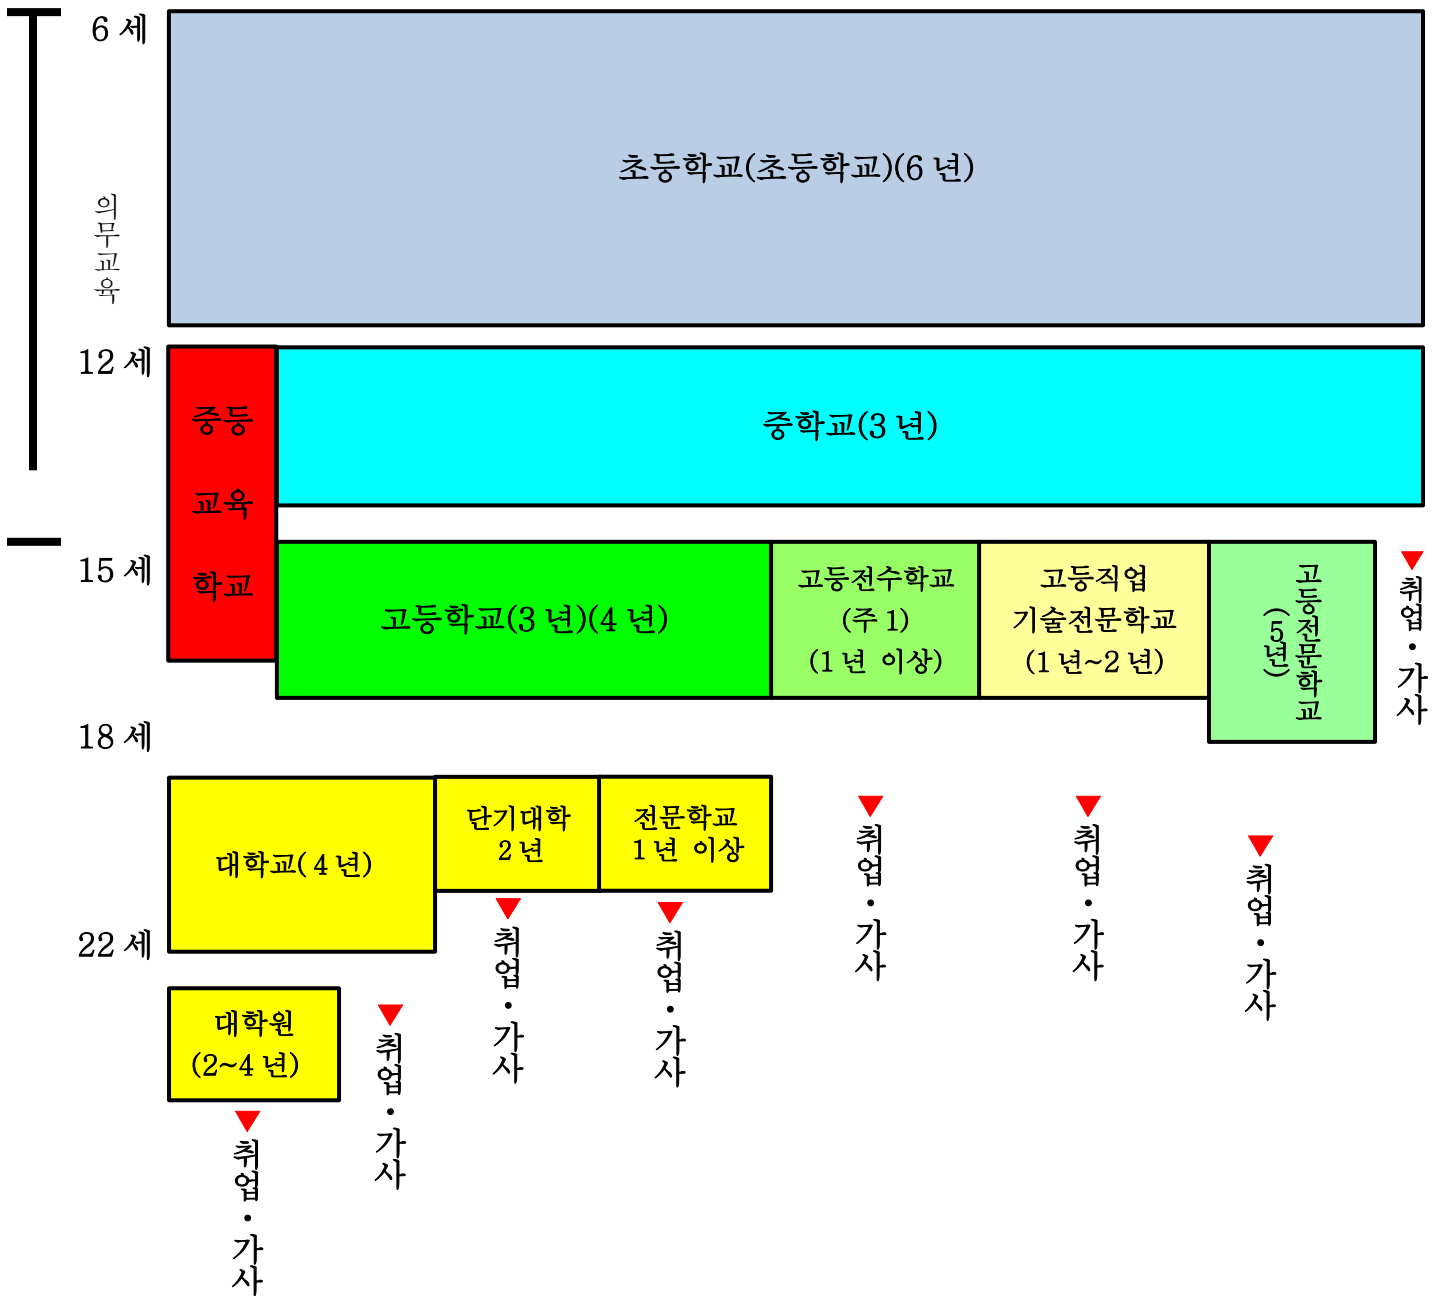 6 세
초등학교(초등학교)(6 년)
의무교육
12 세
중등
교육
학교
중학교(3 년)
15 세
고등학교(3 년)(4 년)
고등전수학교
(주 1)
(1 년 이상)
고등직업
기술전문학교
(1 년~2 년)
고등전문학교
(5년)
취업·가사
18 세
대학교( 4 년)
단기대학
2 년
전문학교
1 년 이상
취업·가사
취업·가사
취업·가사
취업·가사
취업·가사
22 세
대학원
(2~4 년)
취업·가사
취업·가사